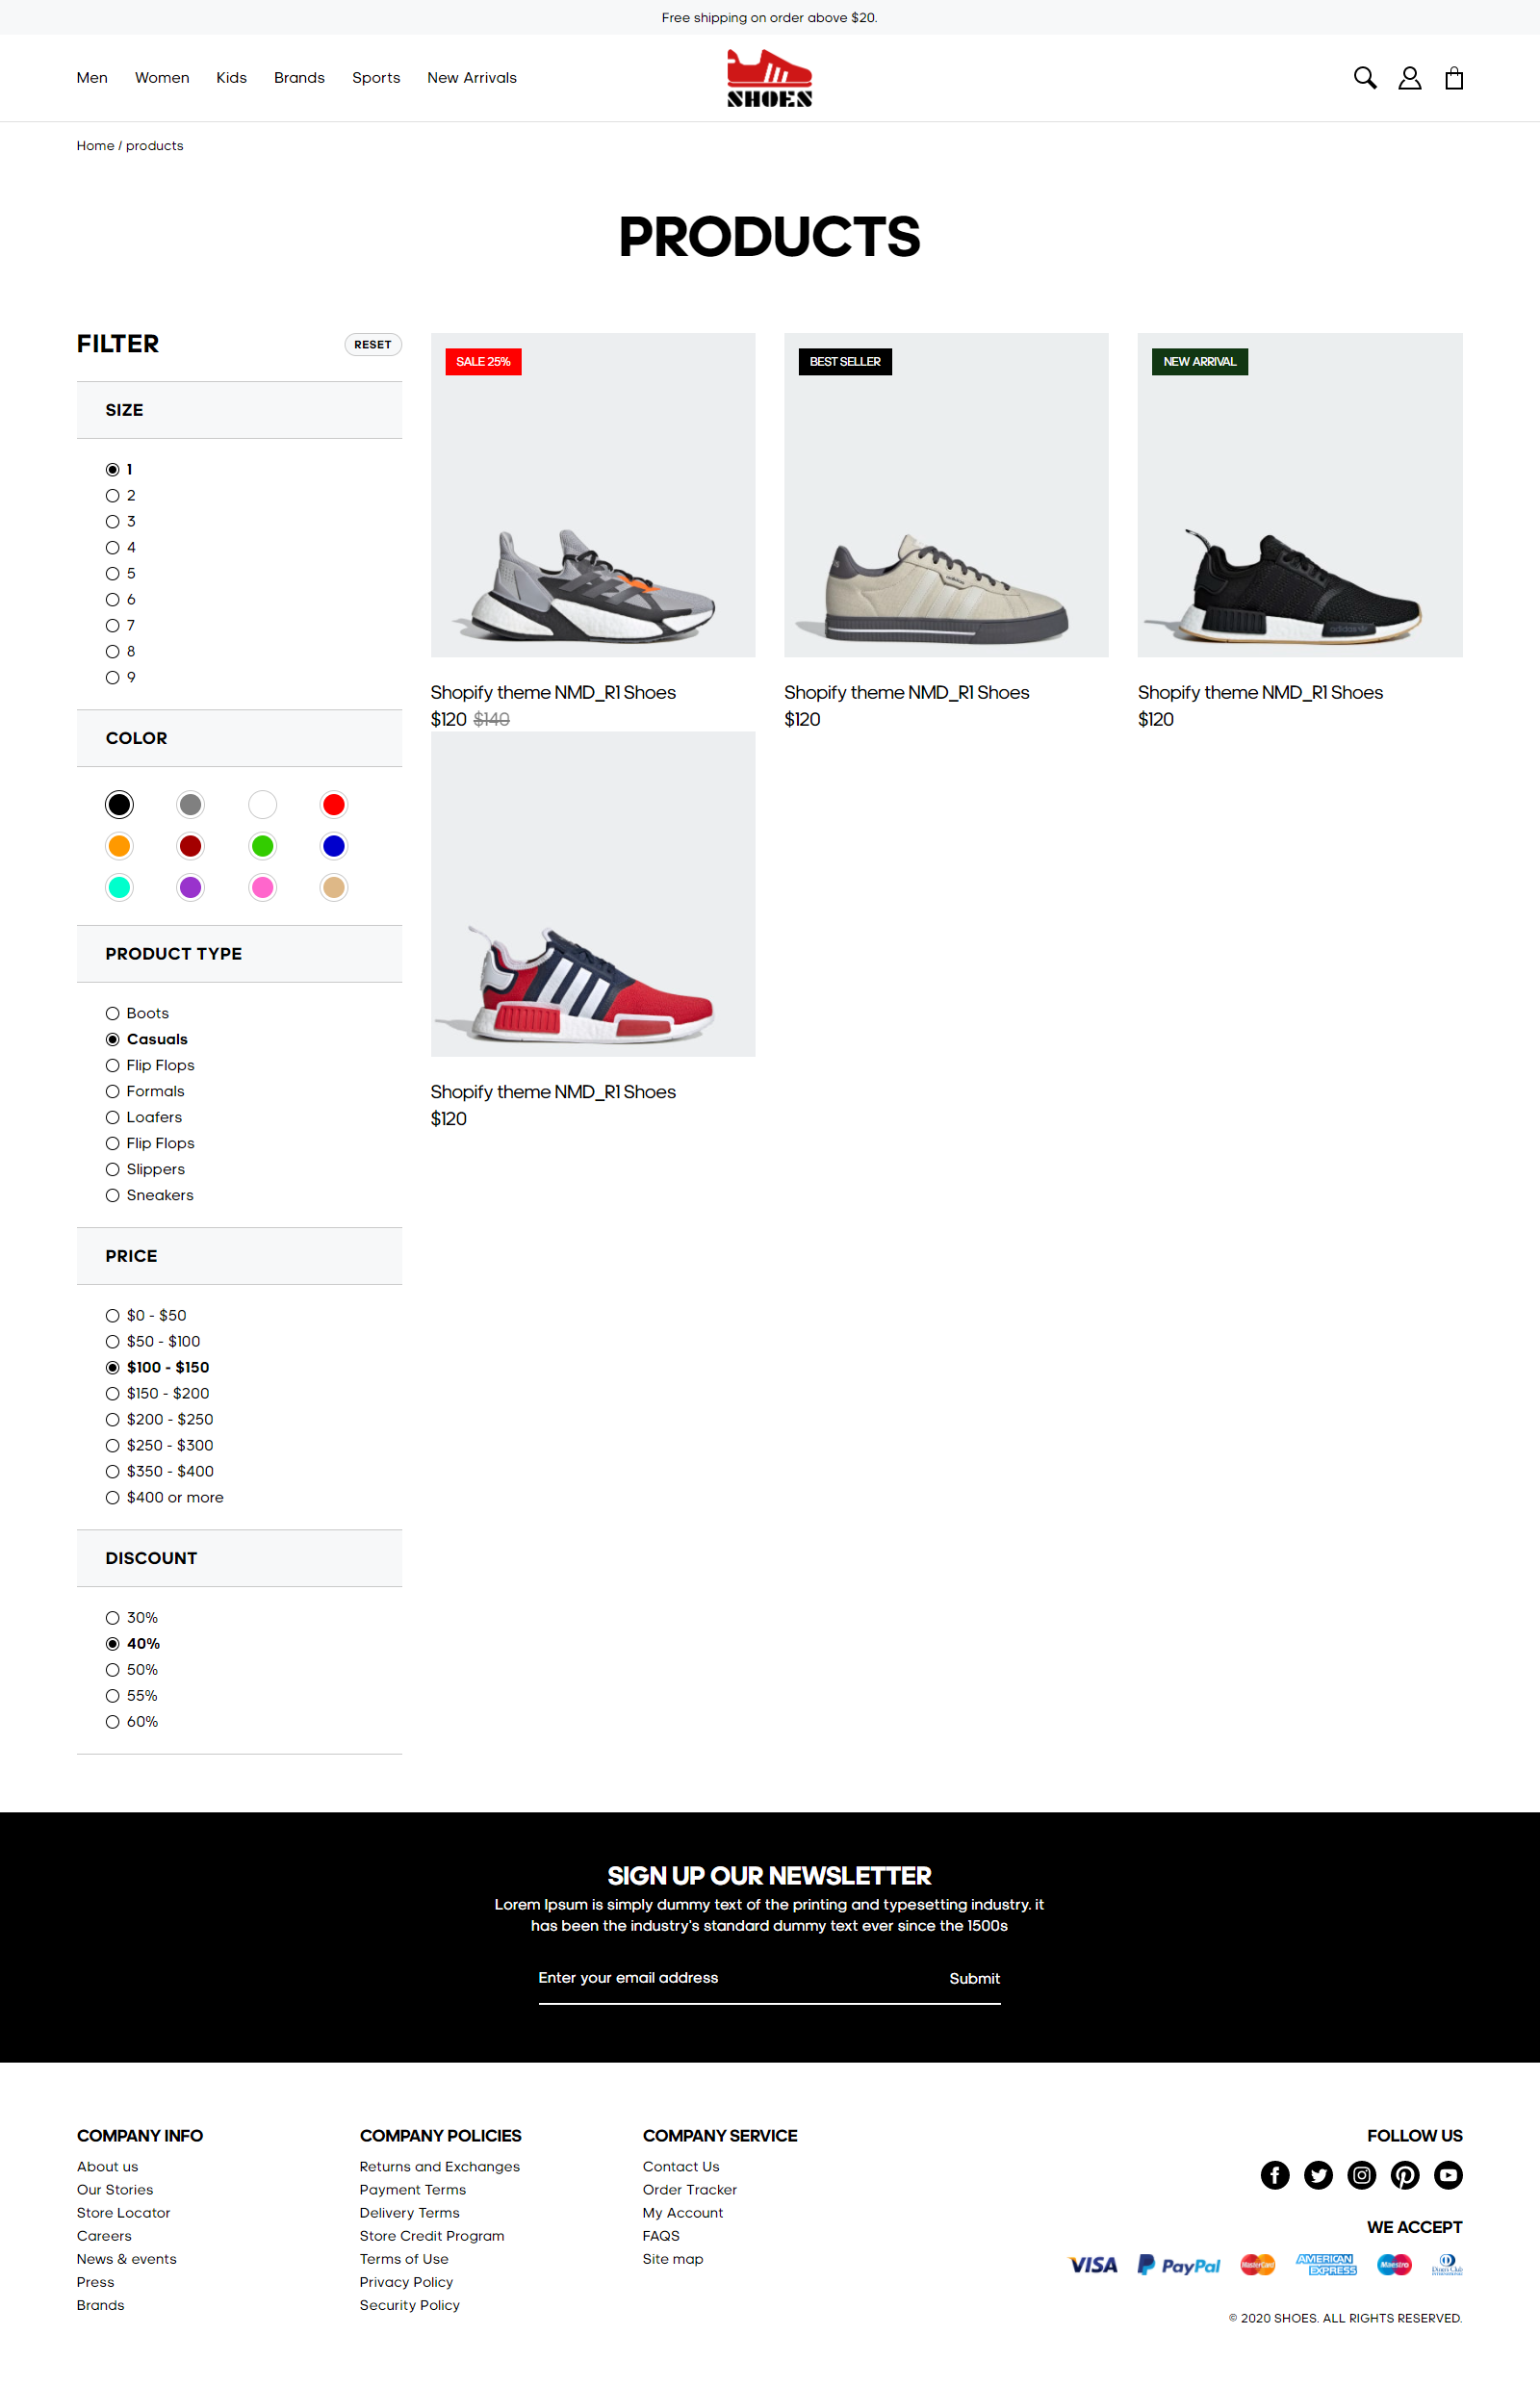 Free shipping on order above $20.
Men Women Kids Brands Sports New Arrivals
SHOES
Home / products
PRODUCTS
FILTER RESET
SIZE
1
2
3
4
5
6
7
8
9
COLOR
PRODUCT TYPE
Boots
Casuals
Flip Flops
Formals
Loafers
Flip Flops
Slippers
Sneakers
PRICE
$0 - $50
$50 - $100
$100 - $150
$150 - $200
$200 - $250
$250 - $300
$350 - $400
$400 or more
DISCOUNT
30%
40%
50%
55%
60%
SALE 25%
Shopify theme NMD_R1 Shoes
$120 $140
BEST SELLER
Shopify theme NMD_R1 Shoes
$120
NEW ARRIVAL
adidas
Shopify theme NMD_R1 Shoes
$120
Shopify theme NMD_R1 Shoes
$120
SIGN UP OUR NEWSLETTER
Lorem Ipsum is simply dummy text of the printing and typesetting industry. it
has been the industry's standard dummy text ever since the 1500s
Enter your email address Submit
COMPANY INFO
About us
Our Stories
Store Locator
Careers
News & events
Press
Brands
COMPANY POLICIES
Returns and Exchanges
Payment Terms
Delivery Terms
Store Credit Program
Terms of Use
Privacy Policy
Security Policy
COMPANY SERVICE
Contact Us
Order Tracker
My Account
FAQS
Site map
FOLLOW US
WE ACCEPT
VISA PayPal MasterCard AMERICAN EXPRESS Maestro Diners Club
© 2020 SHOES. ALL RIGHTS RESERVED.